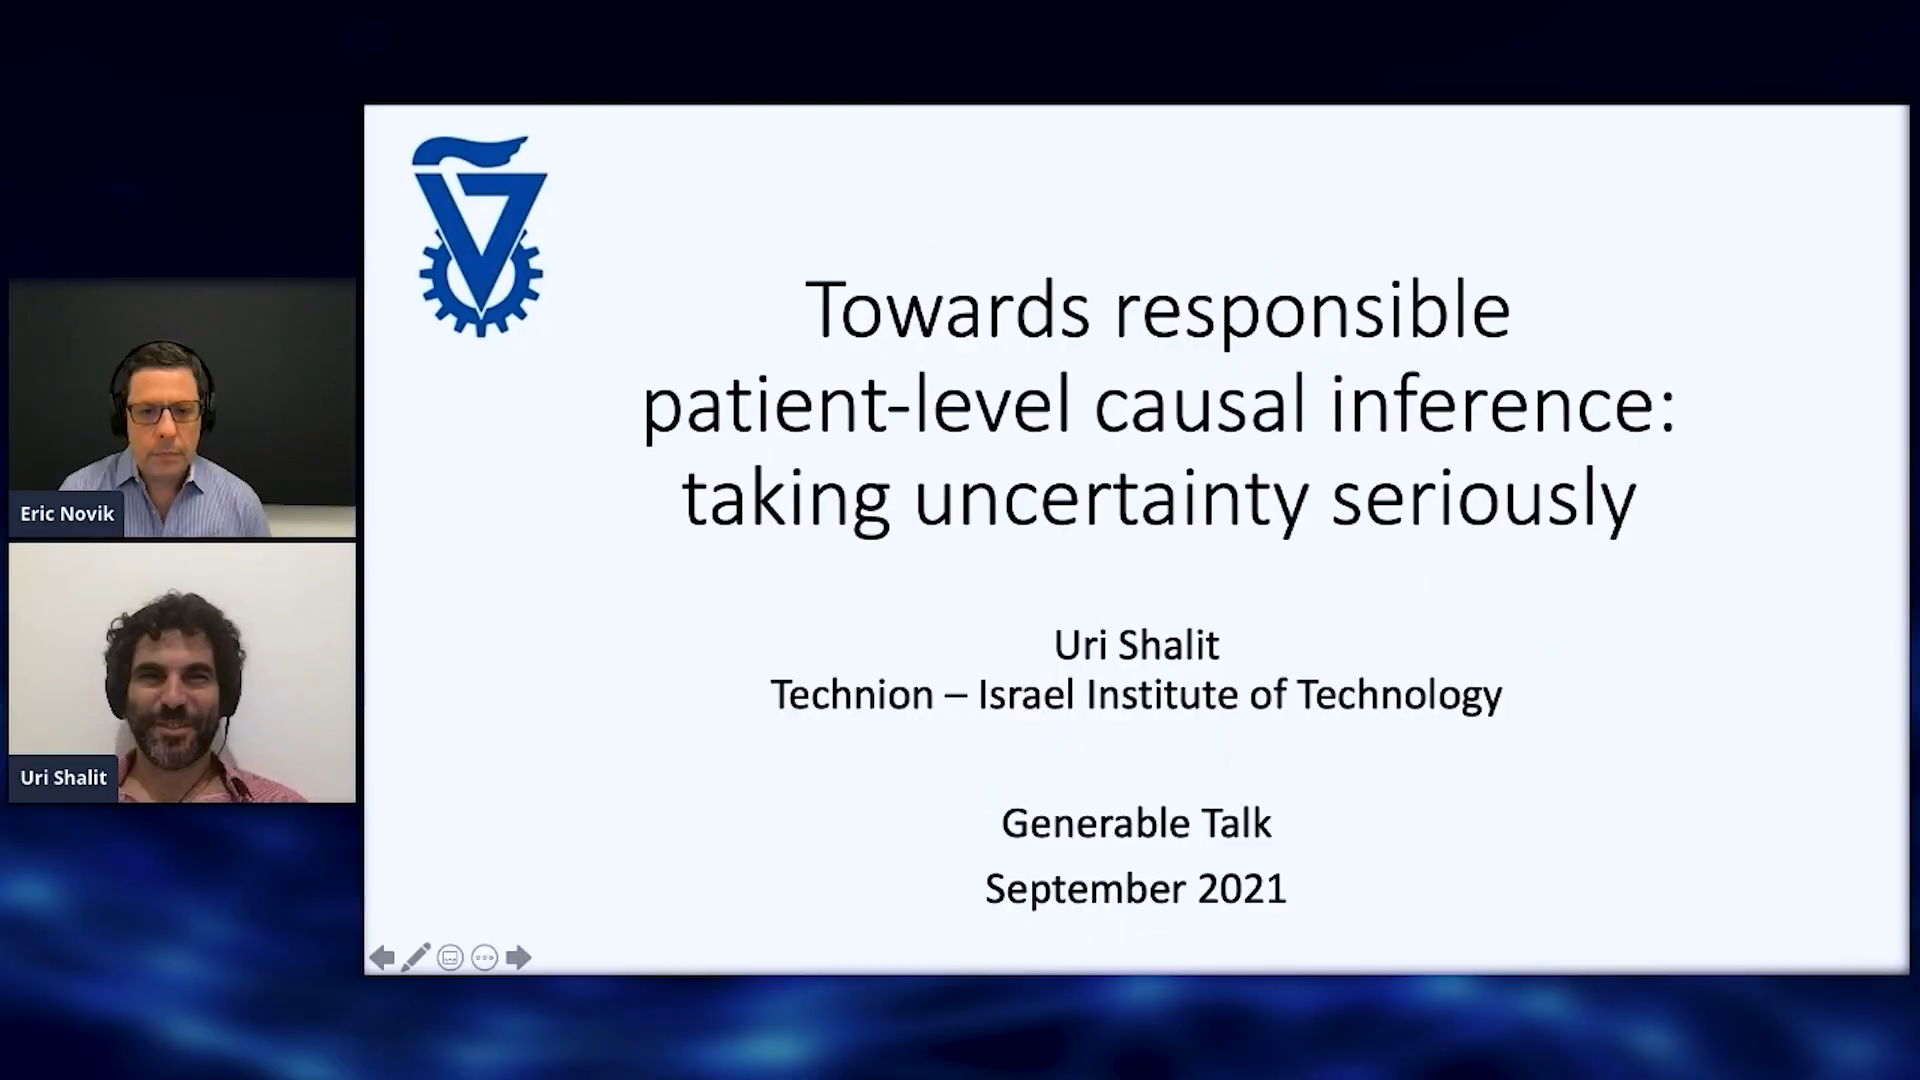 Towards responsible
patient-level causal inference:
taking uncertainty seriously
Uri Shalit
Technion – Israel Institute of Technology
Generable Talk
September 2021
Eric Novik
Uri Shalit